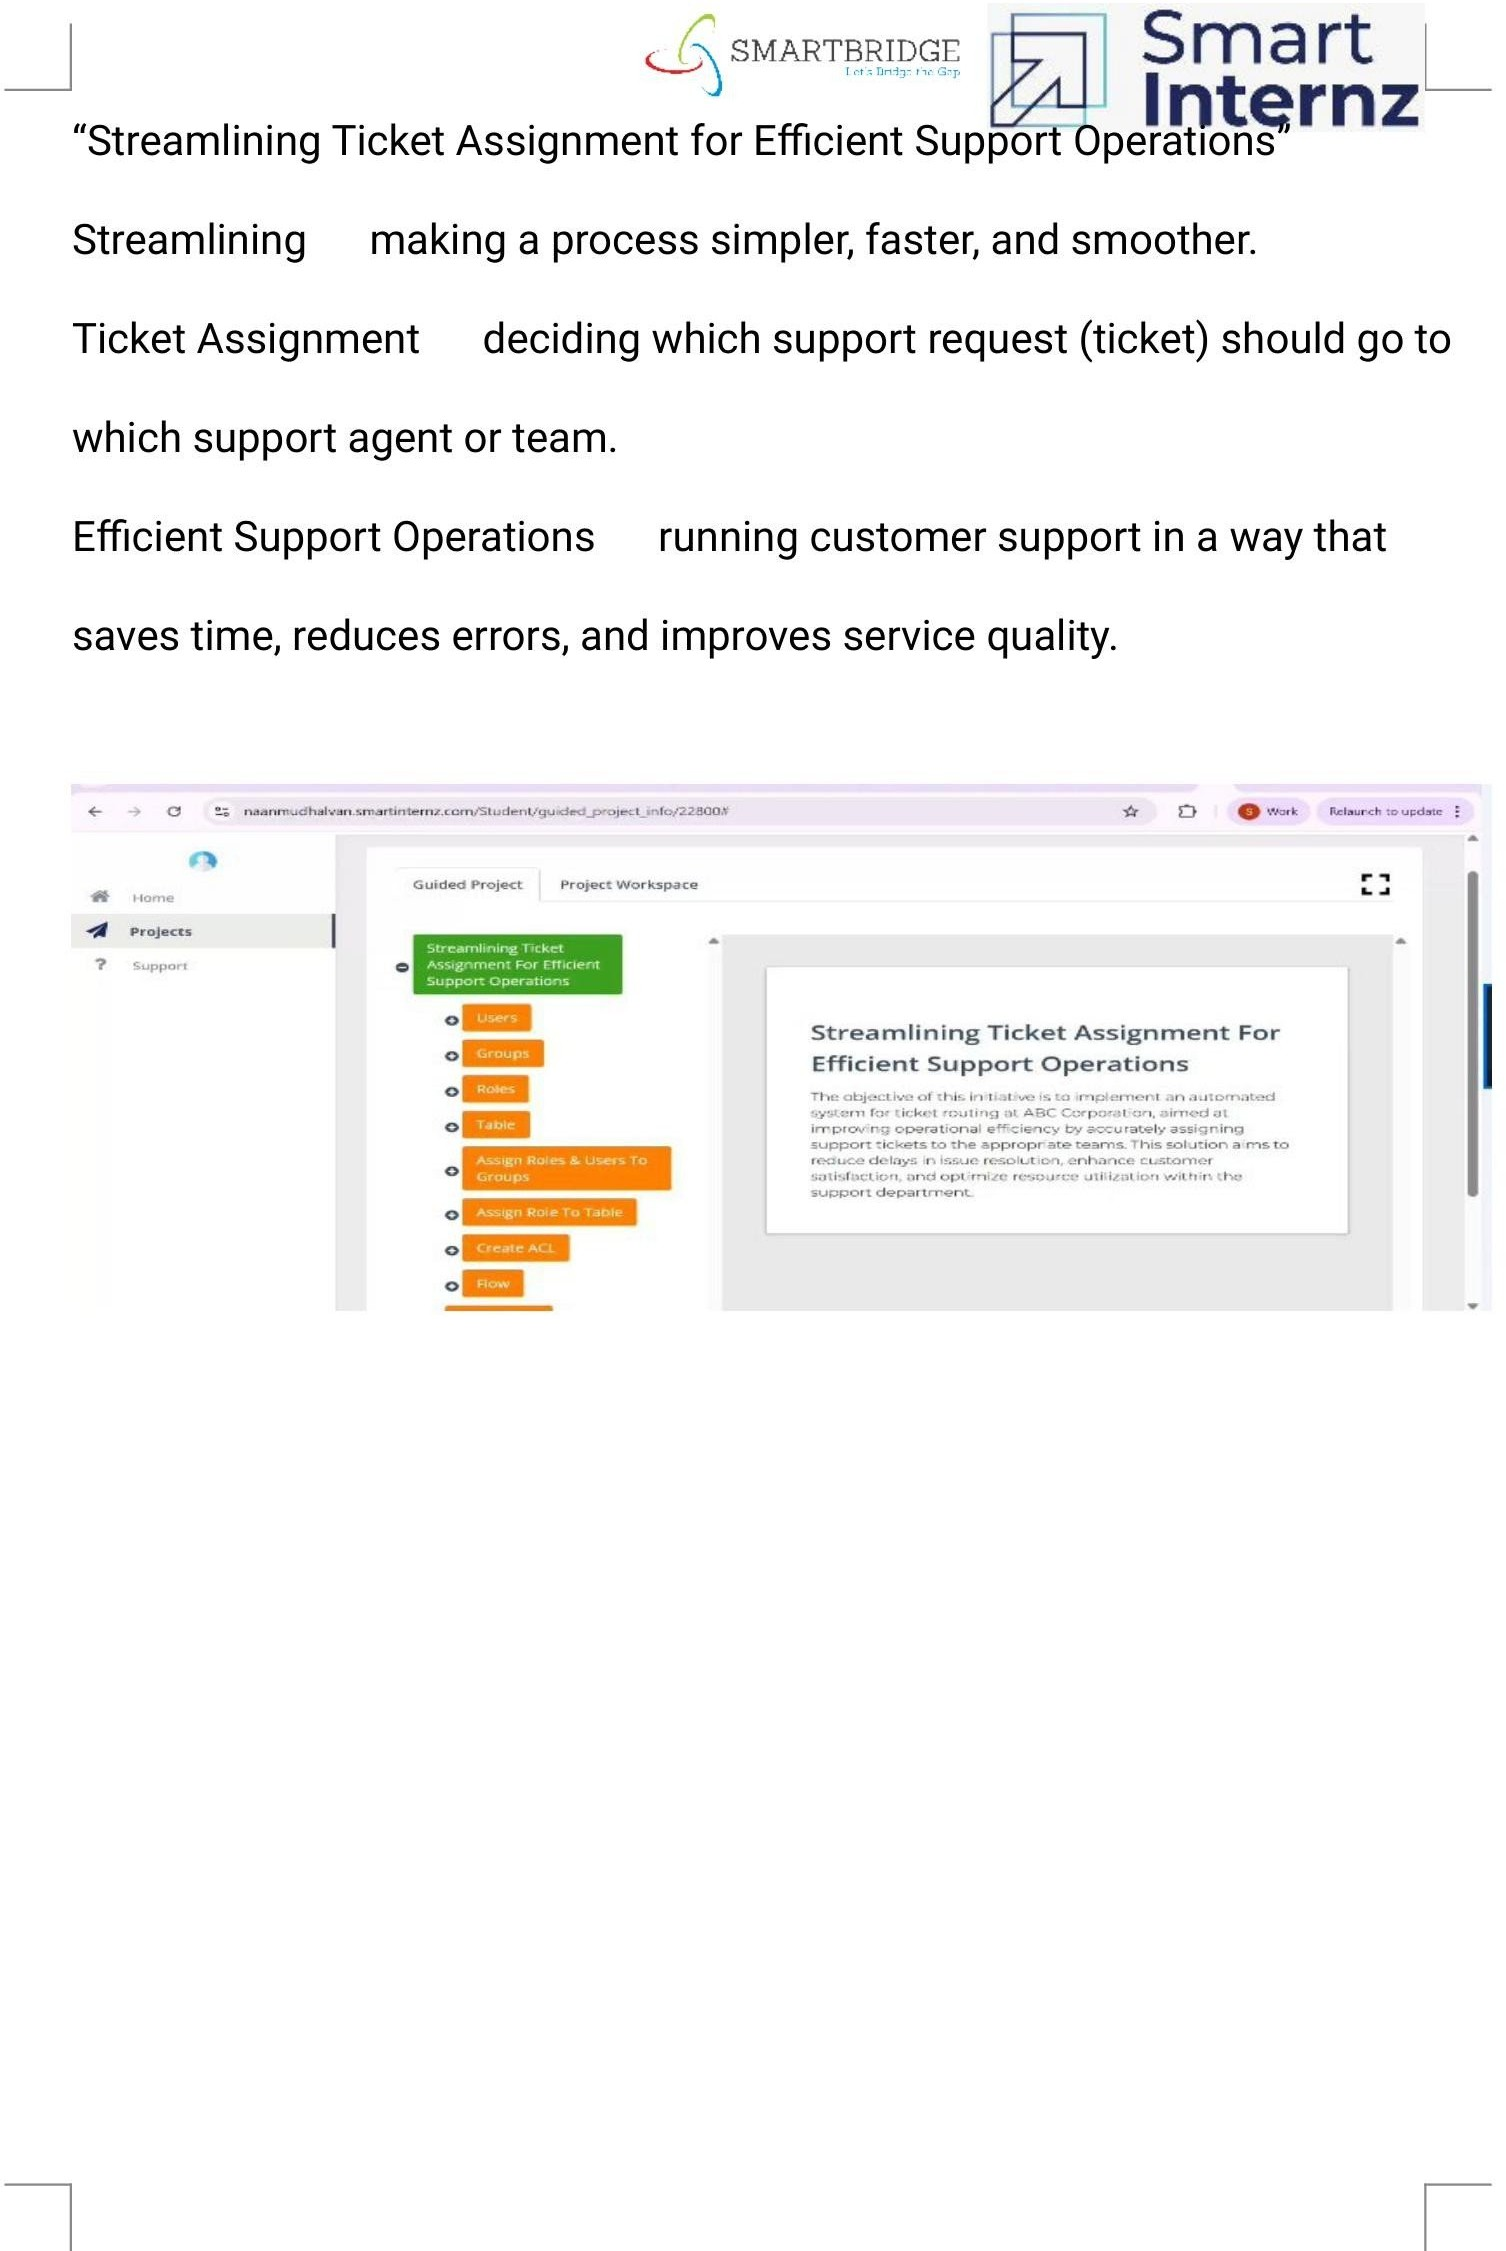 SMARTBRIDGE
Let's Bridge the Gap
Smart
Internz
“Streamlining Ticket Assignment for Efficient Support Operations”
Streamlining making a process simpler, faster, and smoother.
Ticket Assignment deciding which support request (ticket) should go to
which support agent or team.
Efficient Support Operations running customer support in a way that
saves time, reduces errors, and improves service quality.
naanmudhalvan.smartinternz.com/Student/guided_project_info/22800#
S Work
Relaunch to update
Home
Projects
? Support
Guided Project
Project Workspace
Streamlining Ticket
Assignment For Efficient
Support Operations
Users
Groups
Roles
Table
Assign Roles & Users To
Groups
Assign Role To Table
Create ACL
Flow
Streamlining Ticket Assignment For
Efficient Support Operations
The objective of this initiative is to implement an automated
system for ticket routing at ABC Corporation, aimed at
improving operational efficiency by accurately assigning
support tickets to the appropriate teams. This solution aims to
reduce delays in issue resolution, enhance customer
satisfaction, and optimize resource utilization within the
support department.